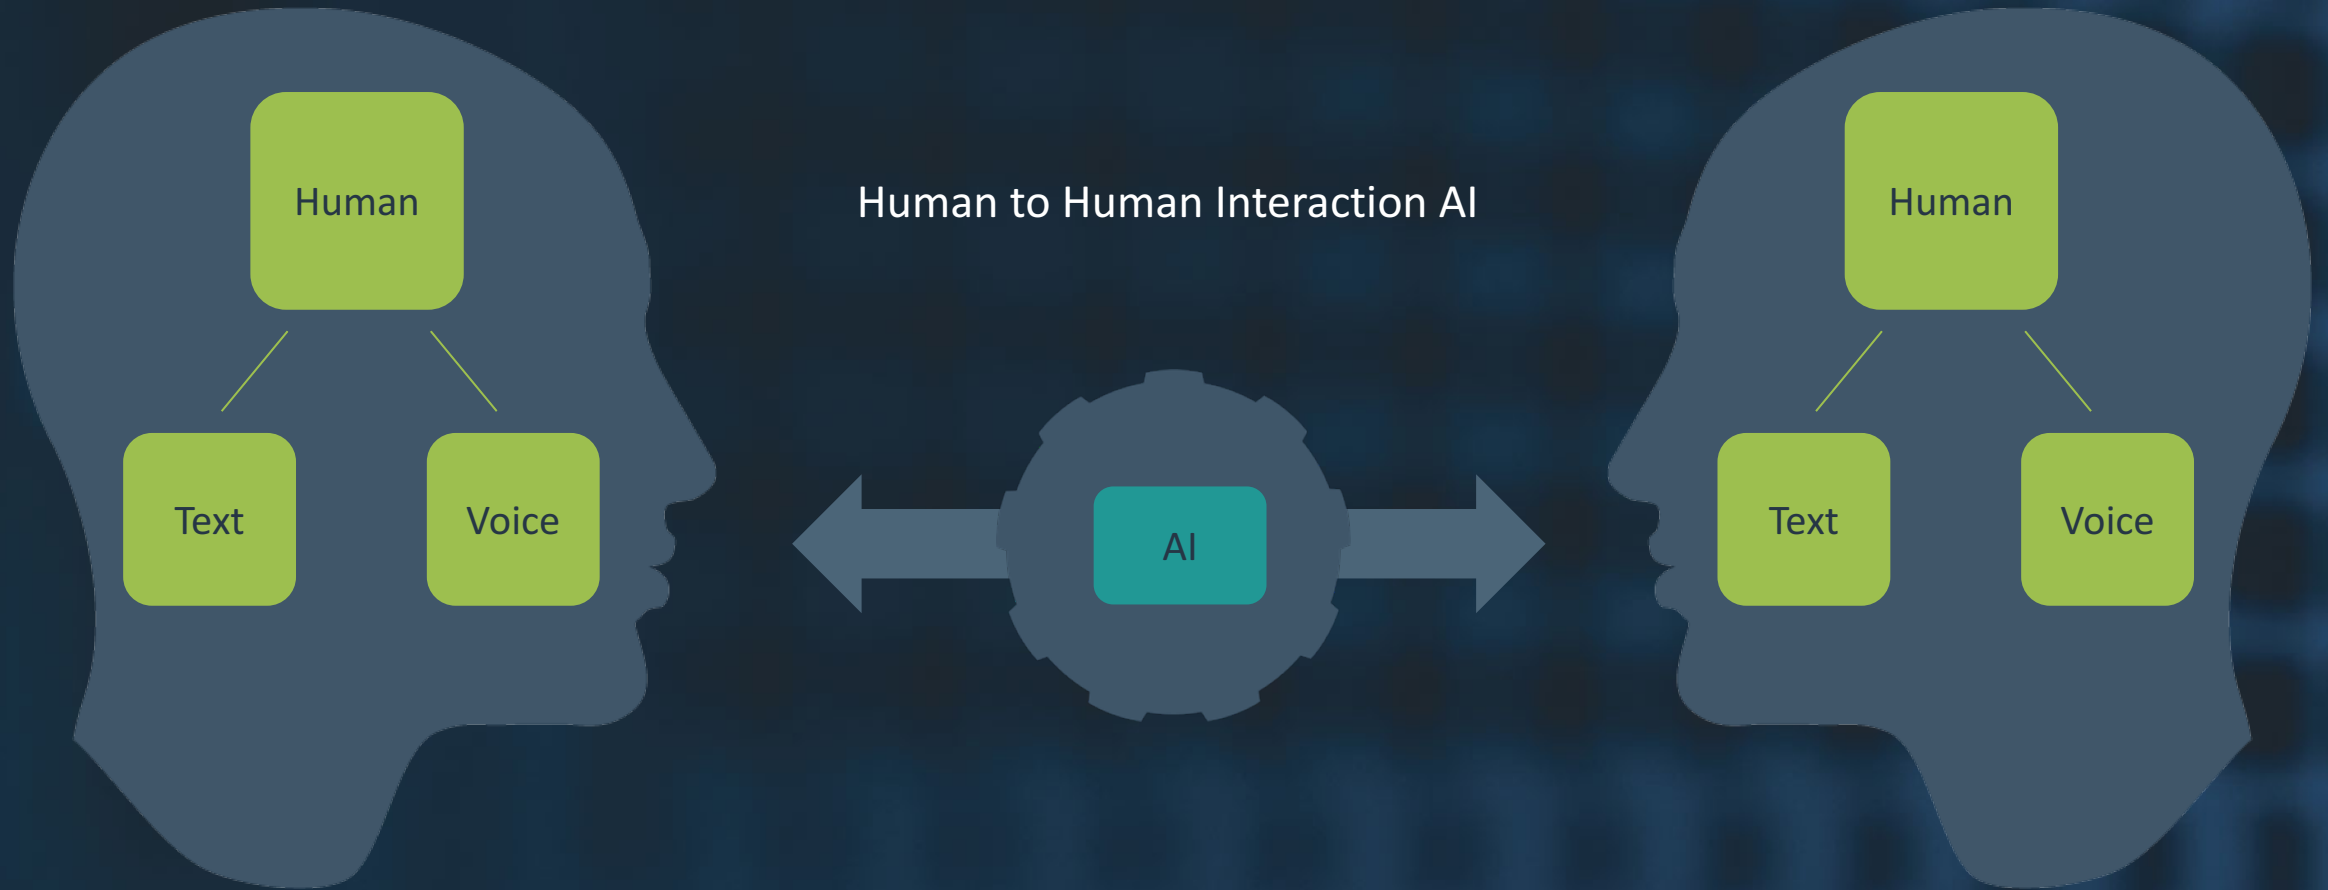 Human
Human to Human Interaction AI
Human
Text
Voice
AI
Text
Voice